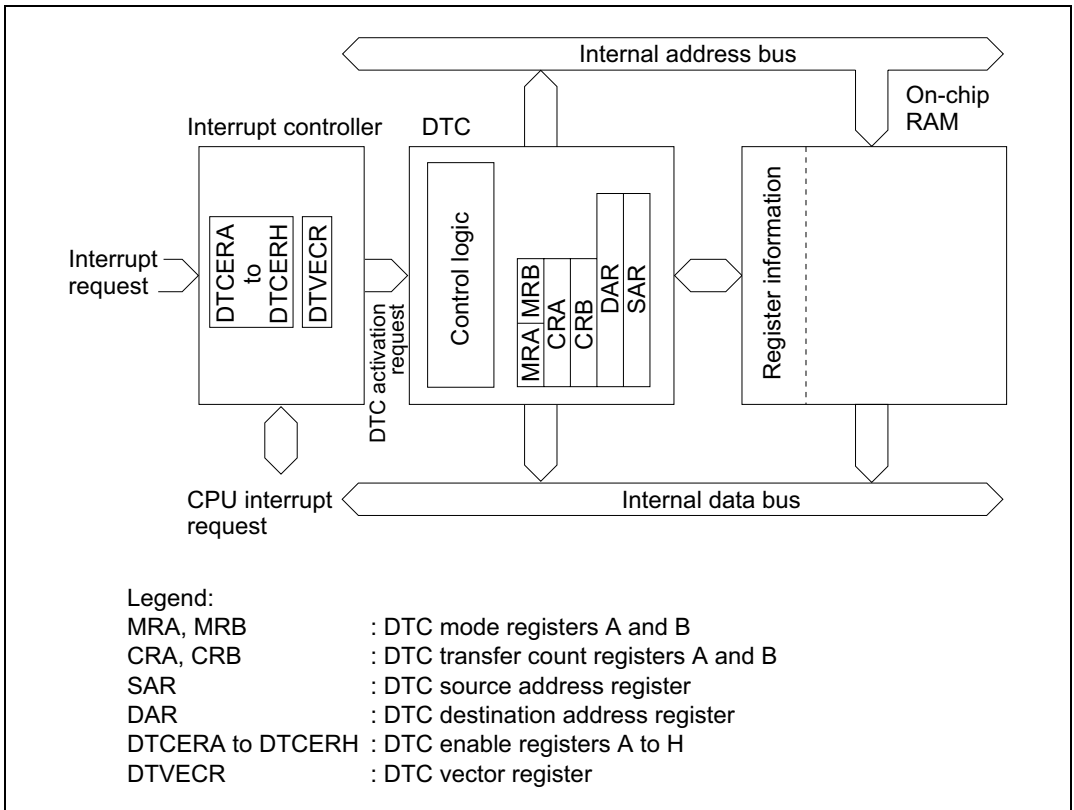 Internal address bus
On-chip
RAM
Interrupt controller
DTC
Interrupt
request
DTCERA
to
DTCERH
DTVECR
DTC activation
request
Control logic
MRA
MRB
CRA
CRB
DAR
SAR
Register information
CPU interrupt
request
Internal data bus
Legend:
MRA, MRB : DTC mode registers A and B
CRA, CRB : DTC transfer count registers A and B
SAR : DTC source address register
DAR : DTC destination address register
DTCERA to DTCERH : DTC enable registers A to H
DTVECR : DTC vector register